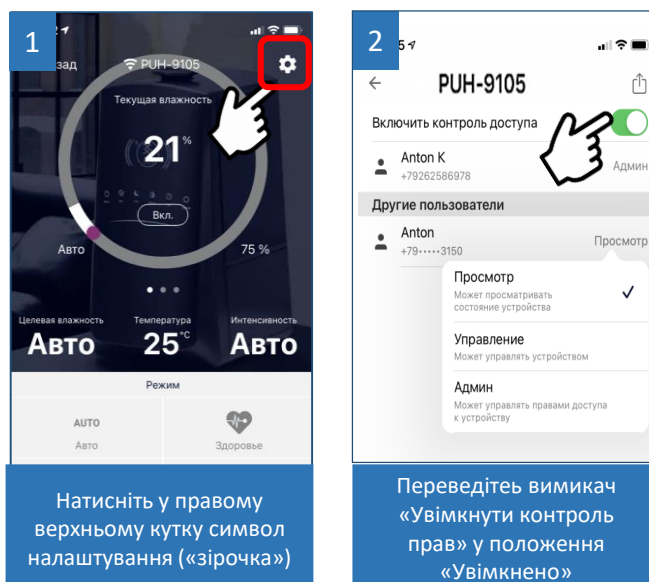 1
зад
PUH-9105
Текущая влажность
21%
Вкл.
Авто
75 %
Целевая влажность
Температура
Интенсивность
Авто
25°C
Авто
Режим
AUTO
Авто
Здоровье
Натисніть у правому
верхньому кутку символ
налаштування («зірочка»)
2
5
PUH-9105
Включить контроль доступа
Anton K
+79262586978
Админ
Другие пользователи
Anton
+79·····3150
Просмотр
Просмотр
Может просматривать
состояние устройства
Управление
Может управлять устройством
Админ
Может управлять правами доступа
к устройству
Переведітеь вимикач
«Увімкнути контроль
прав» у положення
«Увімкнено»